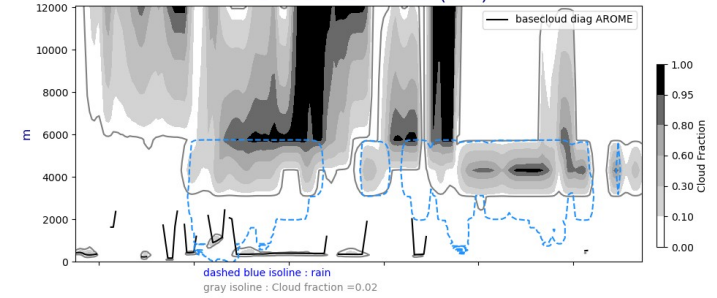 12000
basecloud diag AROME
10000
8000
6000
4000
2000
0
m
1.00
0.95
0.80
0.60
0.30
0.10
0.00
Cloud Fraction
dashed blue isoline : rain
gray isoline : Cloud fraction =0.02